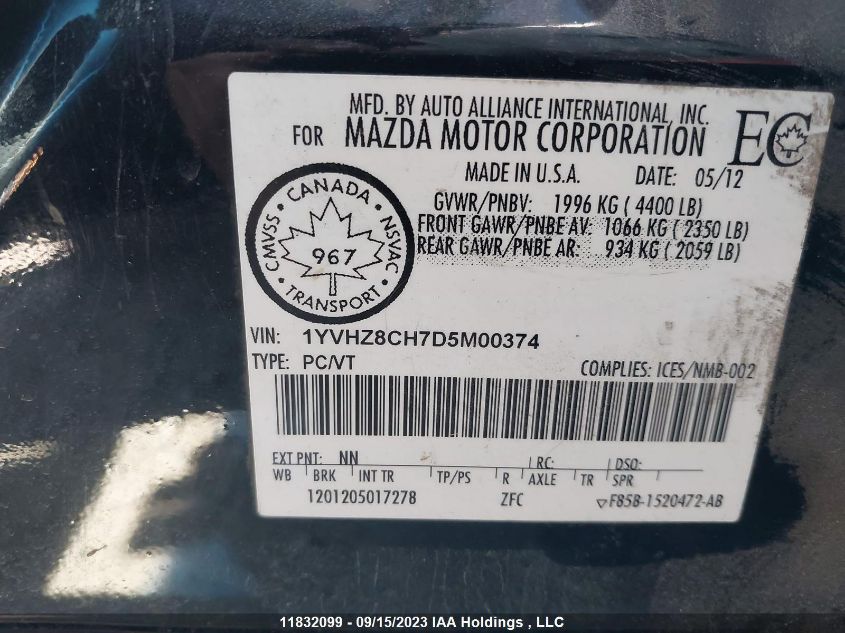 MFD. BY AUTO ALLIANCE INTERNATIONAL, INC.
FOR MAZDA MOTOR CORPORATION
EC
MADE IN U.S.A. DATE: 05/12
GVWR/PNBV: 1996 KG ( 4400 LB)
FRONT GAWR/PNBE AV: 1066 KG ( 2350 LB)
REAR GAWR/PNBE AR: 934 KG ( 2059 LB)
CANADA
CMVSS · NSVAC
967
TRANSPORT
VIN: 1YVHZ8CH7D5M00374
TYPE: PC/VT COMPLIES: ICES/NMB-002
EXT PNT: NN RC: DSO:
WB BRK INT TR TP/PS R AXLE TR SPR
1201205017278 ZFC F85B-1520472-AB
11832099 - 09/15/2023 IAA Holdings , LLC